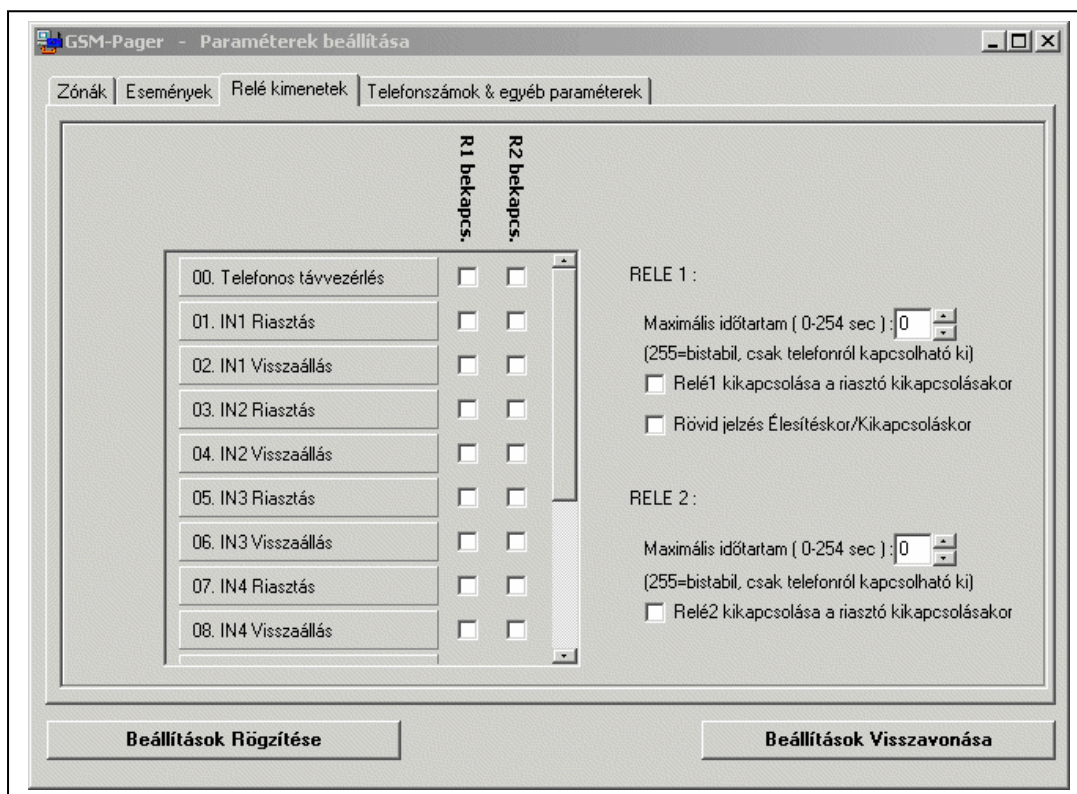 GSM-Pager - Paraméterek beállítása
Zónák
Események
Relé kimenetek
Telefonszámok & egyéb paraméterek
R1 bekapcs.
R2 bekapcs.
00. Telefonos távvezérlés
01. IN1 Riasztás
02. IN1 Visszaállás
03. IN2 Riasztás
04. IN2 Visszaállás
05. IN3 Riasztás
06. IN3 Visszaállás
07. IN4 Riasztás
08. IN4 Visszaállás
RELE 1 :
Maximális időtartam ( 0-254 sec ) : 0
(255=bistabil, csak telefonról kapcsolható ki)
Relé1 kikapcsolása a riasztó kikapcsolásakor
Rövid jelzés Élesítéskor/Kikapcsoláskor
RELE 2 :
Maximális időtartam ( 0-254 sec ) : 0
(255=bistabil, csak telefonról kapcsolható ki)
Relé2 kikapcsolása a riasztó kikapcsolásakor
Beállítások Rögzítése
Beállítások Visszavonása